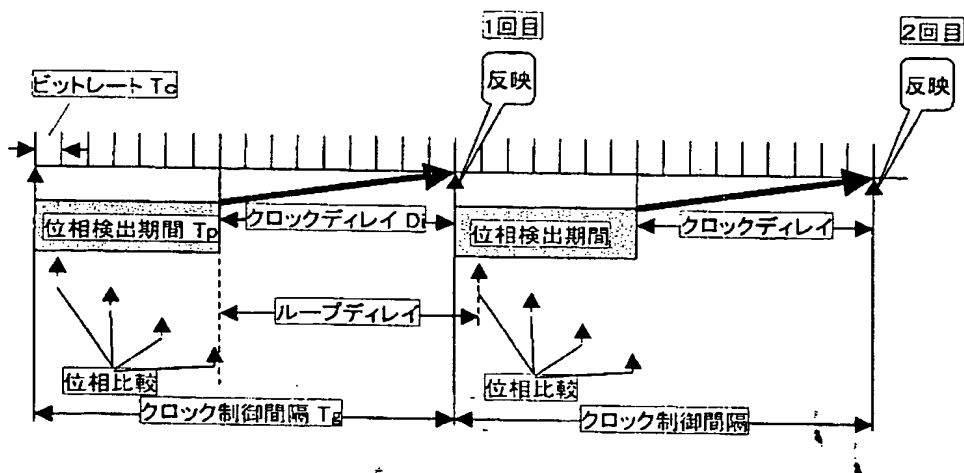 1回目
2回目
ビットレート Td
反映
反映
位相検出期間 Tp
クロックディレイ Di
位相検出期間
クロックディレイ
ループディレイ
位相比較
位相比較
クロック制御間隔 Tg
クロック制御間隔